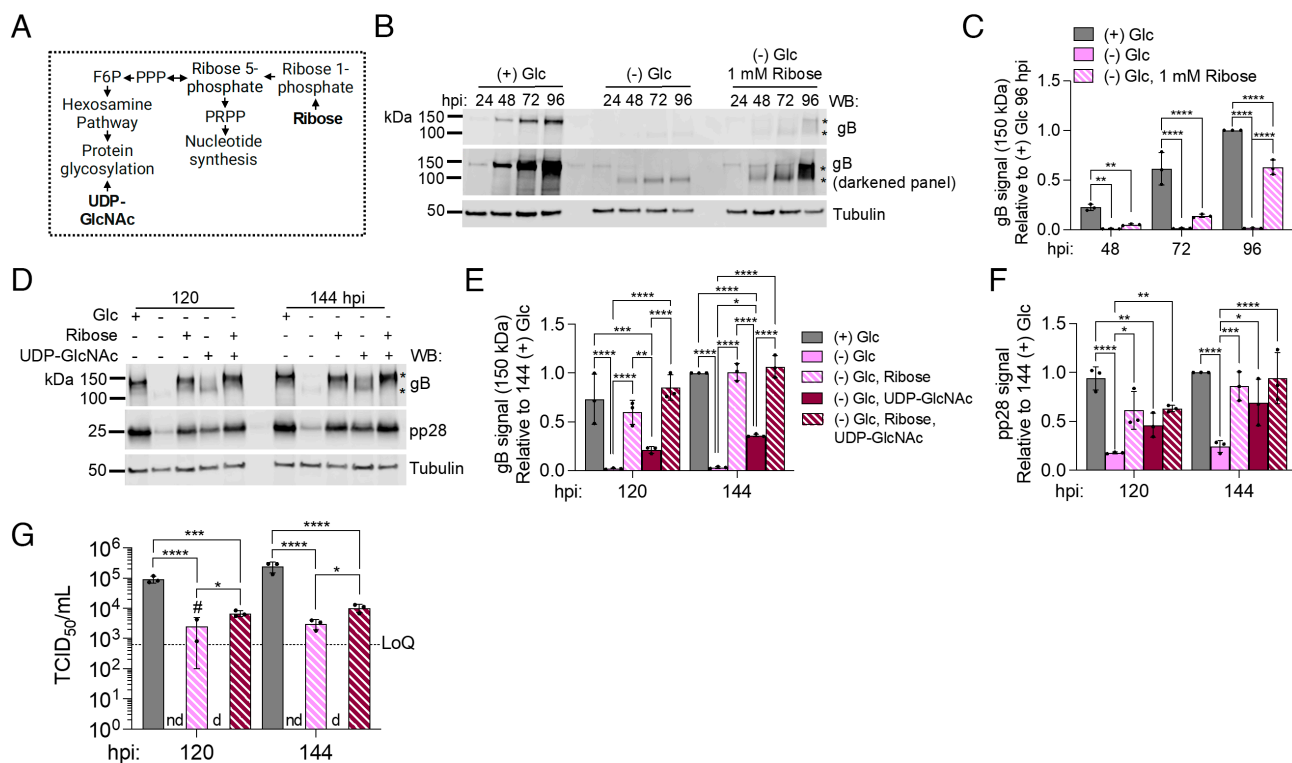 A
F6P PPP Ribose 5-phosphate Ribose 1-phosphate
Hexosamine Pathway
PRPP
Ribose
Protein glycosylation
Nucleotide synthesis
UDP-GlcNAc
B
(+) Glc
(-) Glc
(-) Glc
1 mM Ribose
hpi: 24 48 72 96 24 48 72 96 24 48 72 96 WB:
kDa
150
100
* gB
*
150
100
* gB
* (darkened panel)
50
Tubulin
C
(+) Glc
(-) Glc
(-) Glc, 1 mM Ribose
gB signal (150 kDa)
Relative to (+) Glc 96 hpi
1.5
1.0
0.5
0.0
** **
**** ****
**** **** ****
hpi: 48 72 96
D
120 144 hpi
Glc + - - - - + - - - -
Ribose - - + - + - - + - +
UDP-GlcNAc - - - + + - - - + + WB:
kDa
150
100
* gB
*
25
pp28
50
Tubulin
E
gB signal (150 kDa)
Relative to 144 (+) Glc
1.5
1.0
0.5
0.0
**** *** **** ** **** ****
**** **** **** * **** **** ****
hpi: 120 144
(+) Glc
(-) Glc
(-) Glc, Ribose
(-) Glc, UDP-GlcNAc
(-) Glc, Ribose,
UDP-GlcNAc
F
pp28 signal
Relative to 144 (+) Glc
1.5
1.0
0.5
0.0
**** * ** **
**** *** * ****
hpi: 120 144
G
TCID50/mL
10^6
10^5
10^4
10^3
10^2
10^1
10^0
*** **** *
**** **** *
#
LoQ
nd d nd d
hpi: 120 144